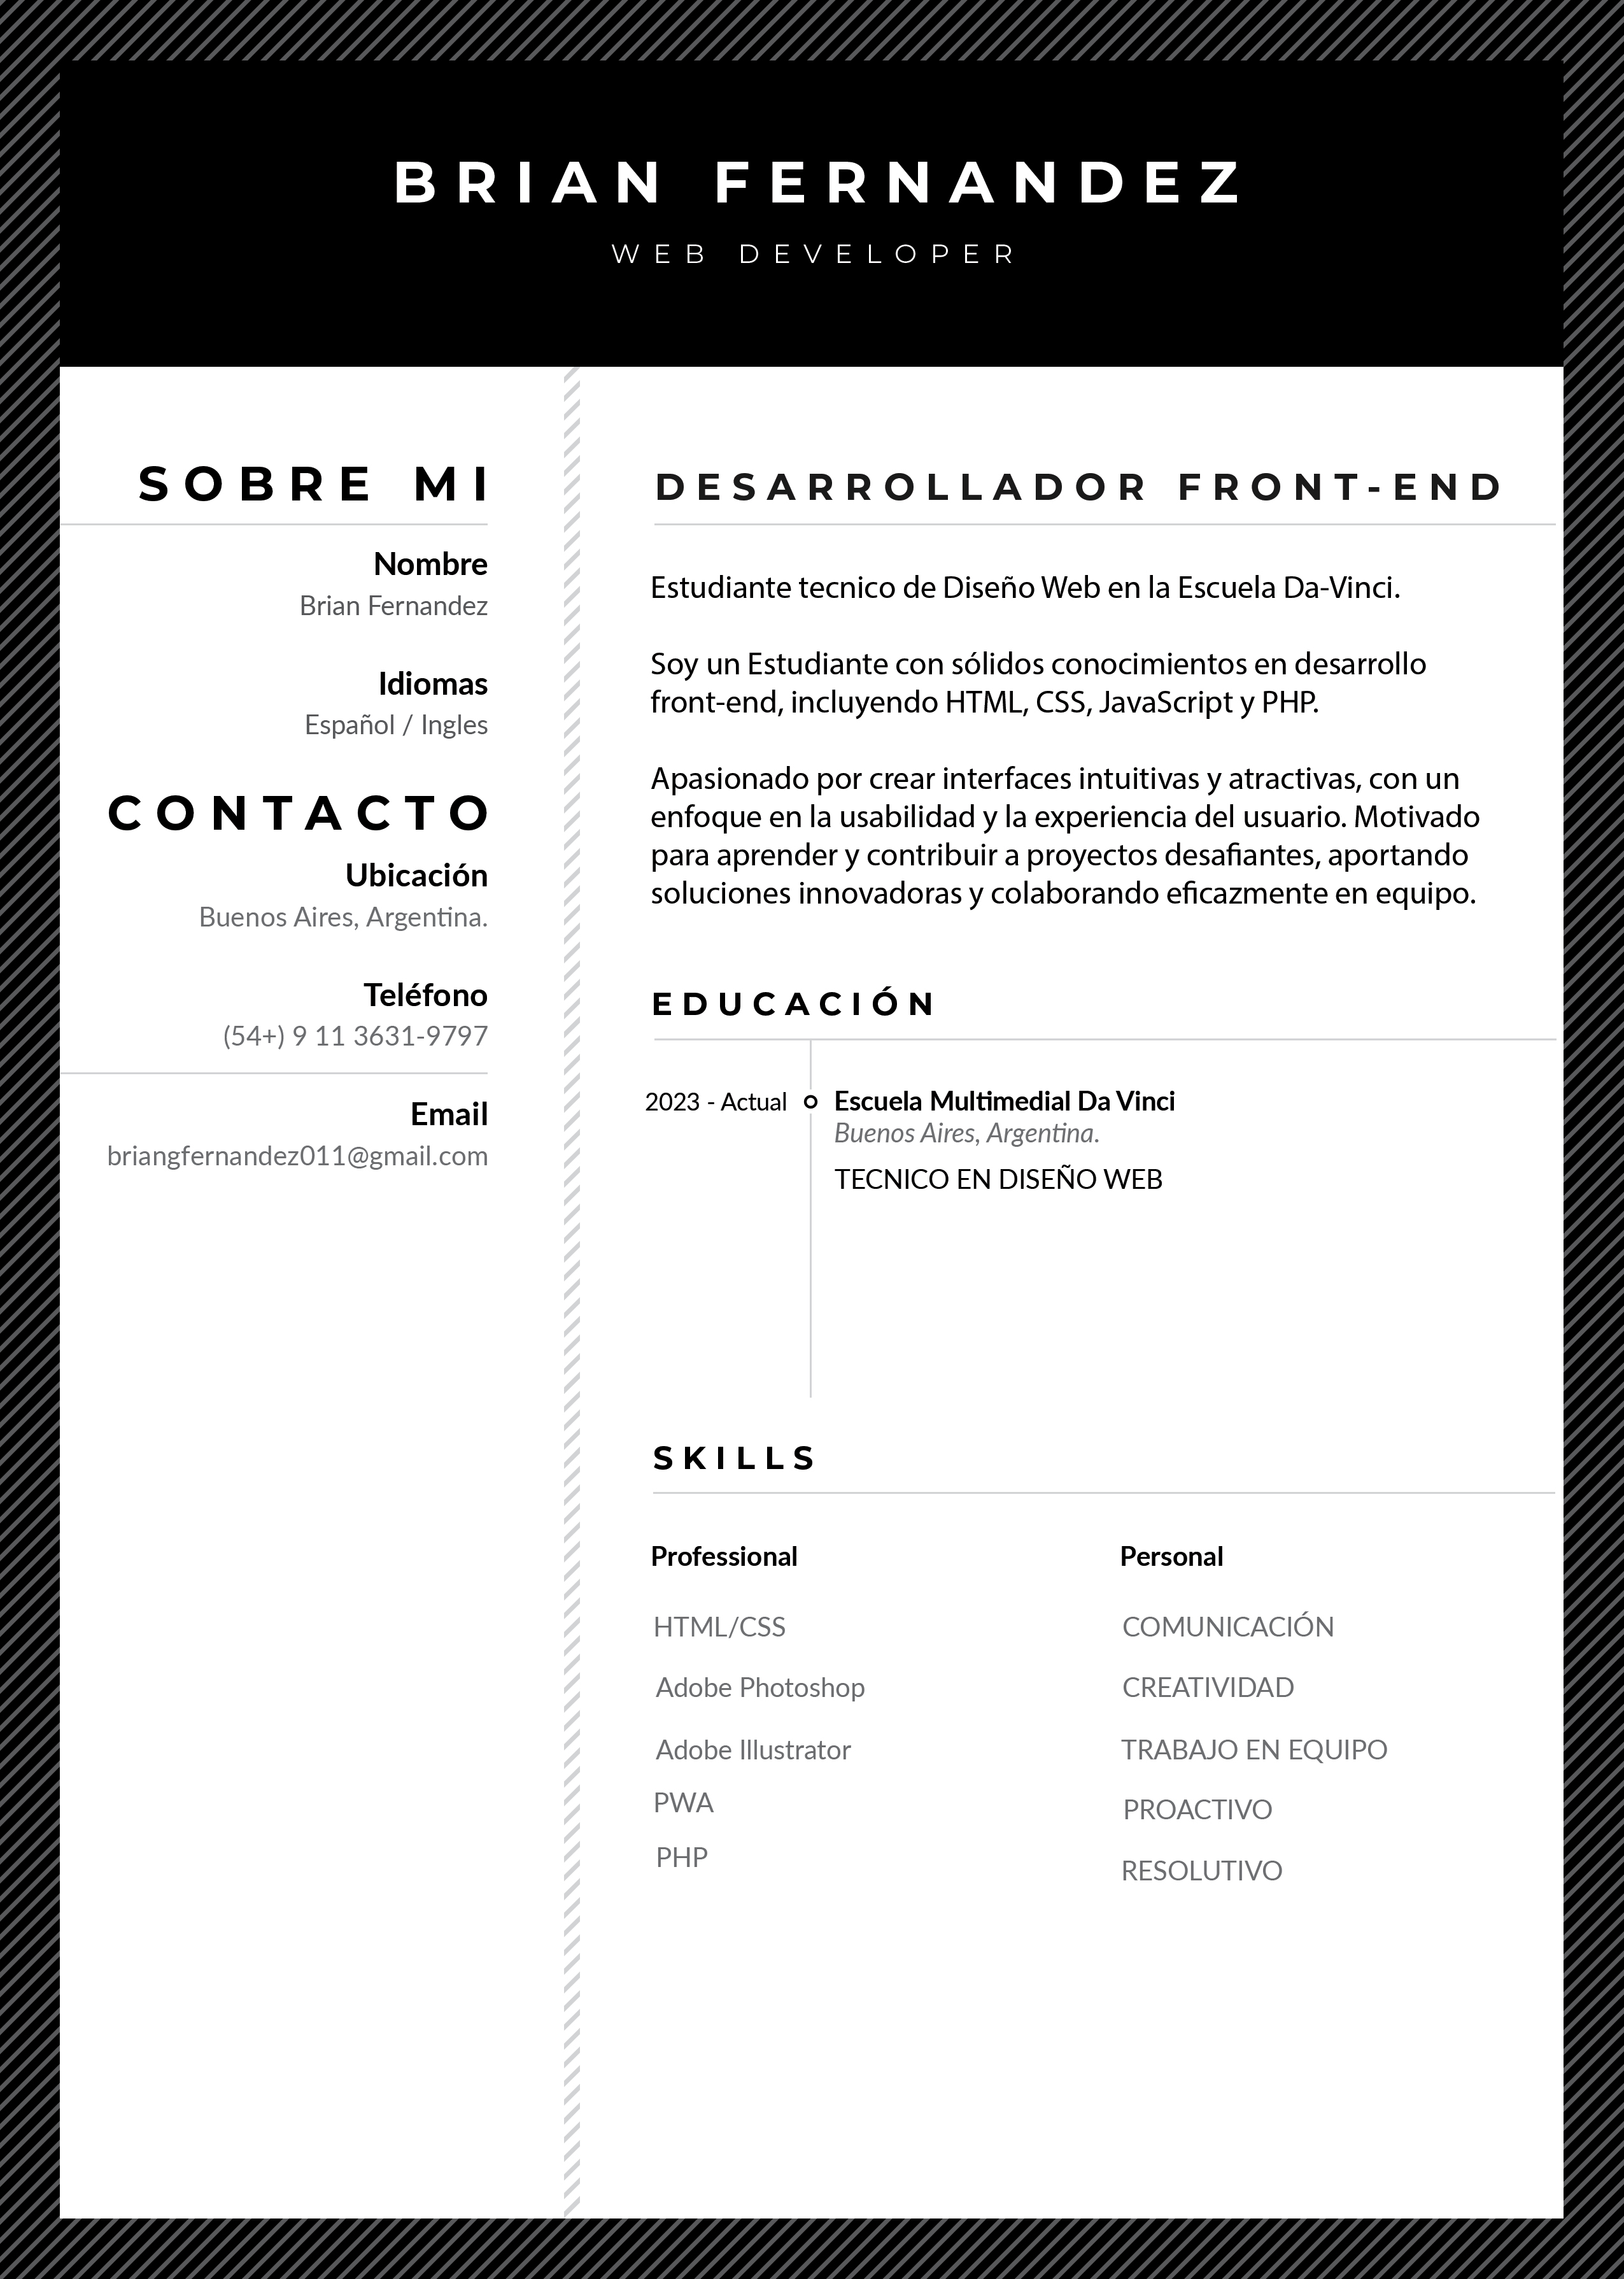 BRIAN FERNANDEZ
WEB DEVELOPER
SOBRE MI
Nombre
Brian Fernandez
Idiomas
Español / Ingles
CONTACTO
Ubicación
Buenos Aires, Argentina.
Teléfono
(54+) 9 11 3631-9797
Email
briangfernandez011@gmail.com
DESARROLLADOR FRONT-END
Estudiante tecnico de Diseño Web en la Escuela Da-Vinci.
Soy un Estudiante con sólidos conocimientos en desarrollo
front-end, incluyendo HTML, CSS, JavaScript y PHP.
Apasionado por crear interfaces intuitivas y atractivas, con un
enfoque en la usabilidad y la experiencia del usuario. Motivado
para aprender y contribuir a proyectos desafiantes, aportando
soluciones innovadoras y colaborando eficazmente en equipo.
EDUCACIÓN
2023 - Actual
Escuela Multimedial Da Vinci
Buenos Aires, Argentina.
TECNICO EN DISEÑO WEB
SKILLS
Professional
HTML/CSS
Adobe Photoshop
Adobe Illustrator
PWA
PHP
Personal
COMUNICACIÓN
CREATIVIDAD
TRABAJO EN EQUIPO
PROACTIVO
RESOLUTIVO